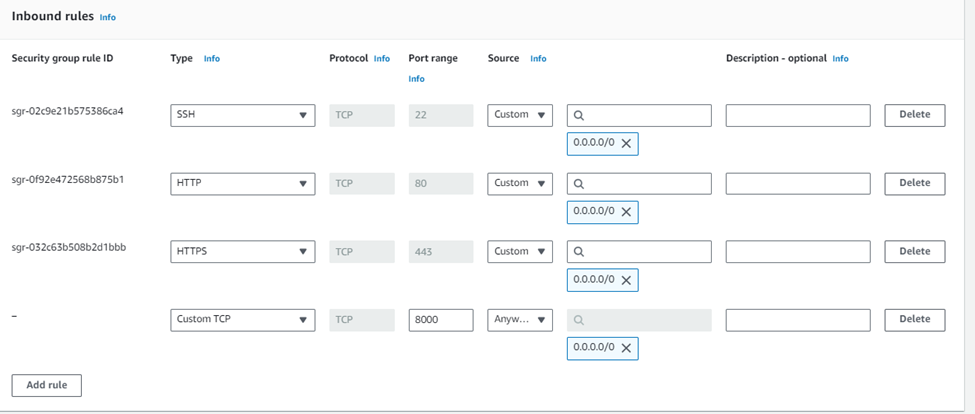 Inbound rules Info
Security group rule ID Type Info Protocol Info Port range Info Source Info Description - optional Info
sgr-02c9e21b575386ca4 SSH TCP 22 Custom Delete
0.0.0.0/0
sgr-0f92e472568b875b1 HTTP TCP 80 Custom Delete
0.0.0.0/0
sgr-032c63b508b2d1bbb HTTPS TCP 443 Custom Delete
0.0.0.0/0
– Custom TCP TCP 8000 Anyw... Delete
0.0.0.0/0
Add rule